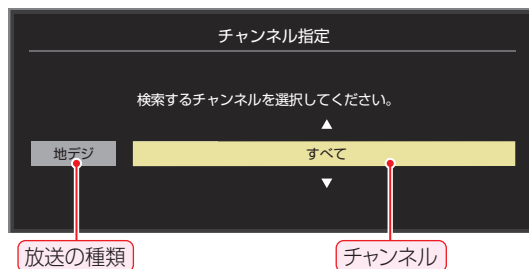 チャンネル指定
検索するチャンネルを選択してください。
▲
地デジ すべて
▼
放送の種類 チャンネル